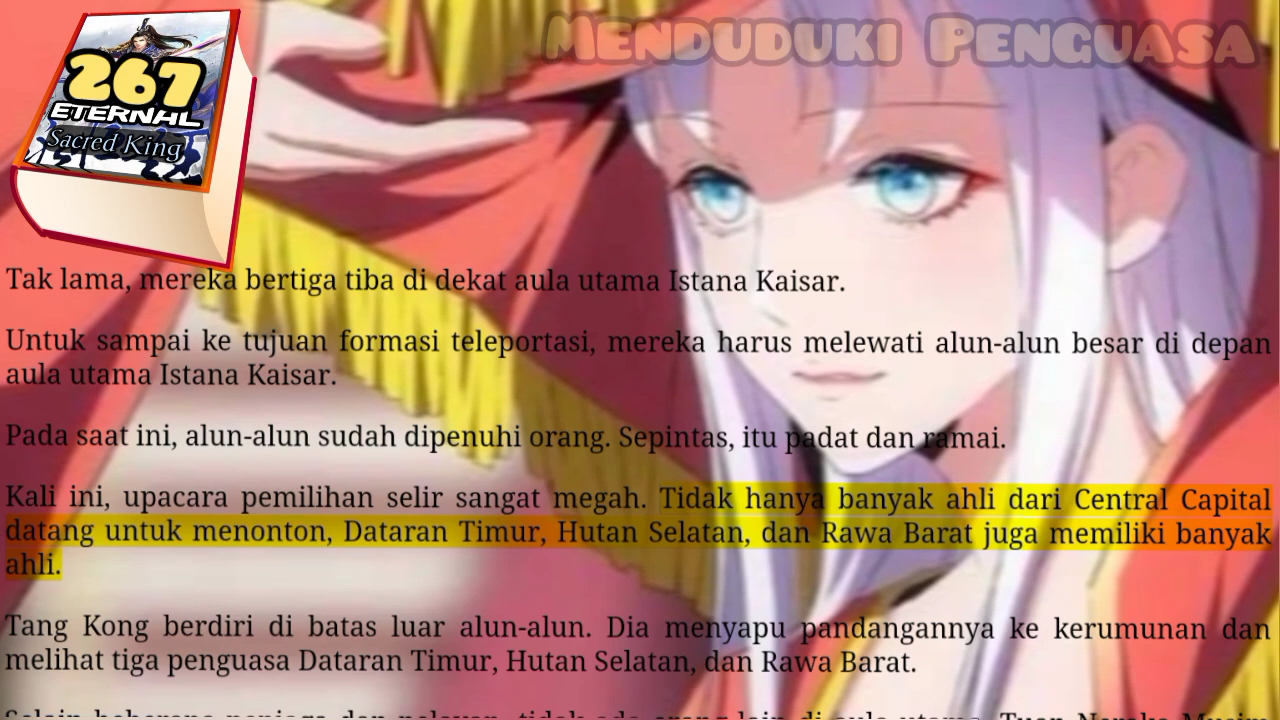 Menduduki Penguasa
267
ETERNAL
Sacred King
Tak lama, mereka bertiga tiba di dekat aula utama Istana Kaisar.
Untuk sampai ke tujuan formasi teleportasi, mereka harus melewati alun-alun besar di depan
aula utama Istana Kaisar.
Pada saat ini, alun-alun sudah dipenuhi orang. Sepintas, itu padat dan ramai.
Kali ini, upacara pemilihan selir sangat megah. Tidak hanya banyak ahli dari Central Capital
datang untuk menonton, Dataran Timur, Hutan Selatan, dan Rawa Barat juga memiliki banyak
ahli.
Tang Kong berdiri di batas luar alun-alun. Dia menyapu pandangannya ke kerumunan dan
melihat tiga penguasa Dataran Timur, Hutan Selatan, dan Rawa Barat.